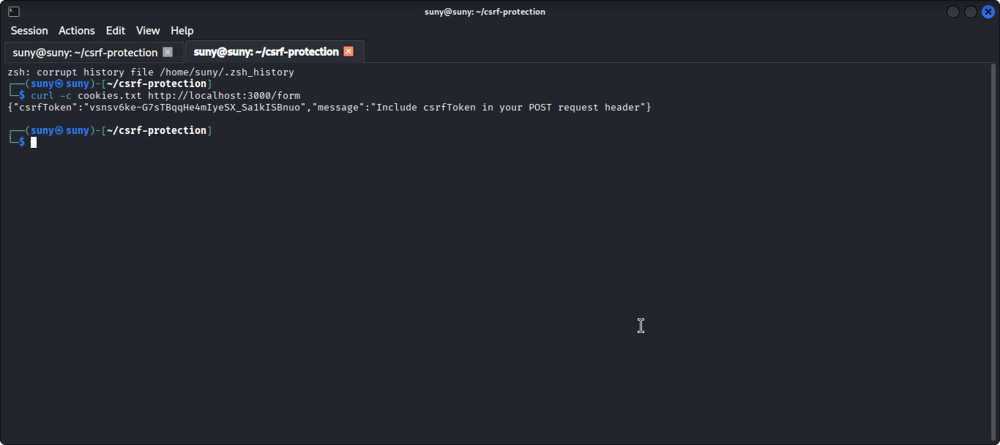 suny@suny: ~/csrf-protection
Session Actions Edit View Help
suny@suny: ~/csrf-protection suny@suny: ~/csrf-protection
zsh: corrupt history file /home/suny/.zsh_history
┌──(suny㉿suny)-[~/csrf-protection]
└─$ curl -c cookies.txt http://localhost:3000/form
{"csrfToken":"vsnsv6ke-G7sTBqqHe4mIyeSX_Sa1kISBnuo","message":"Include csrfToken in your POST request header"}
┌──(suny㉿suny)-[~/csrf-protection]
└─$